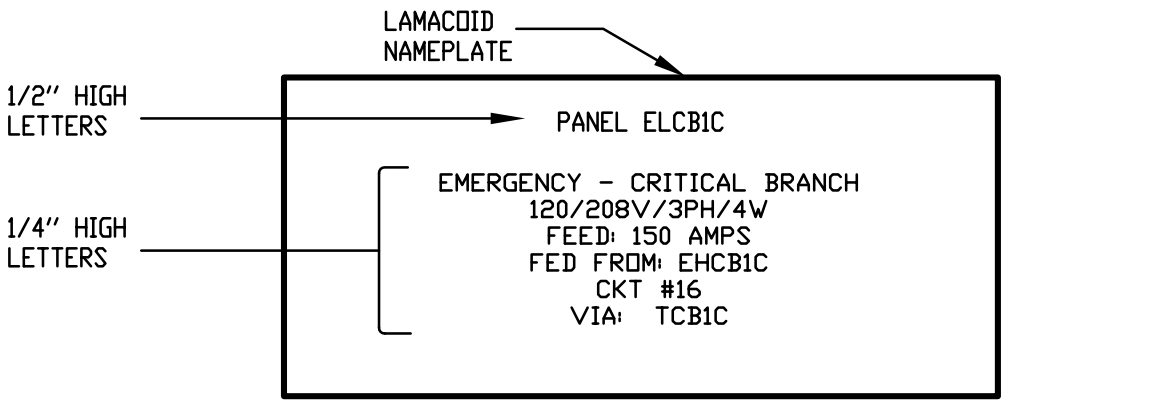 LAMACOID
NAMEPLATE
1/2" HIGH
LETTERS
PANEL ELCB1C
1/4" HIGH
LETTERS
EMERGENCY - CRITICAL BRANCH
120/208V/3PH/4W
FEED: 150 AMPS
FED FROM: EHCB1C
CKT #16
VIA: TCB1C